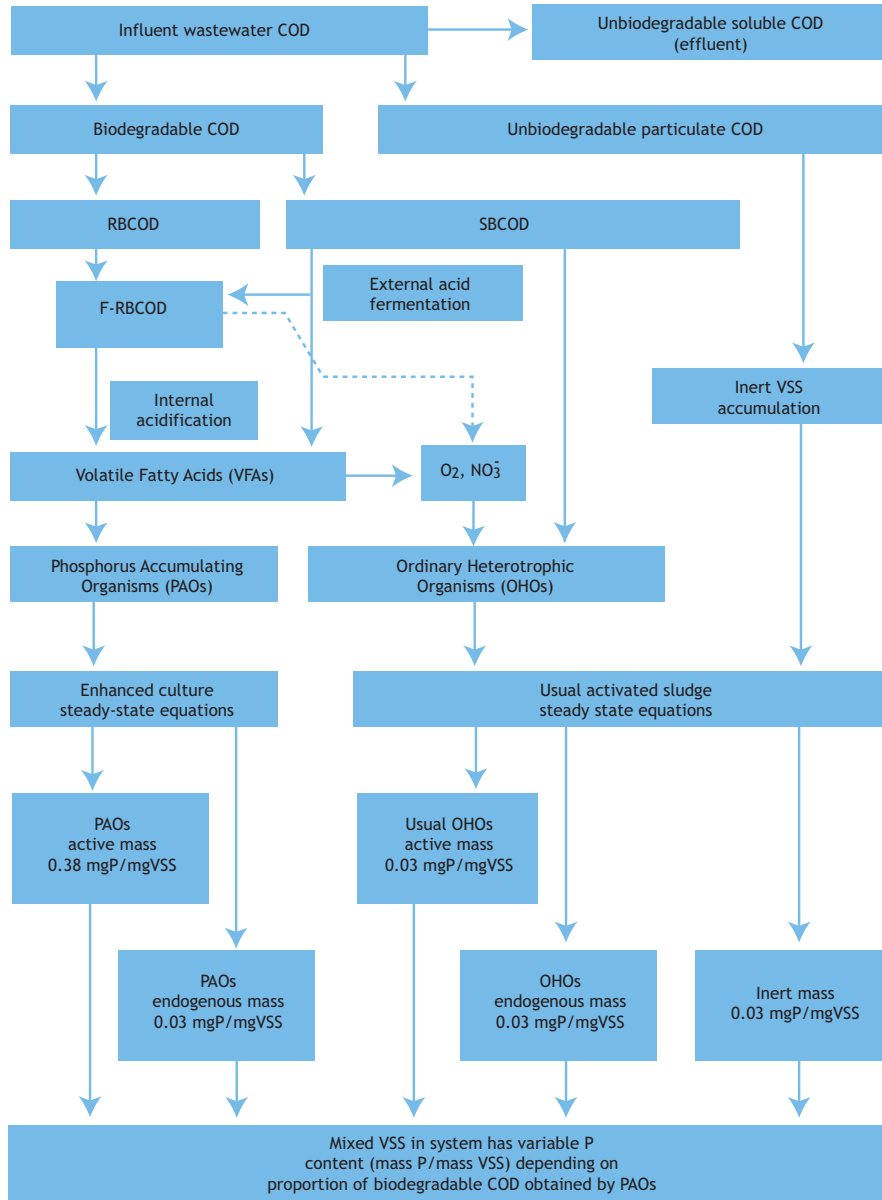 Influent wastewater COD
Unbiodegradable soluble COD
(effluent)
Biodegradable COD
Unbiodegradable particulate COD
RBCOD
SBCOD
F-RBCOD
External acid
fermentation
Internal
acidification
Inert VSS
accumulation
Volatile Fatty Acids (VFAs)
O₂, NO₃⁻
Phosphorus Accumulating
Organisms (PAOs)
Ordinary Heterotrophic
Organisms (OHOs)
Enhanced culture
steady-state equations
Usual activated sludge
steady state equations
PAOs
active mass
0.38 mgP/mgVSS
Usual OHOs
active mass
0.03 mgP/mgVSS
PAOs
endogenous mass
0.03 mgP/mgVSS
OHOs
endogenous mass
0.03 mgP/mgVSS
Inert mass
0.03 mgP/mgVSS
Mixed VSS in system has variable P
content (mass P/mass VSS) depending on
proportion of biodegradable COD obtained by PAOs